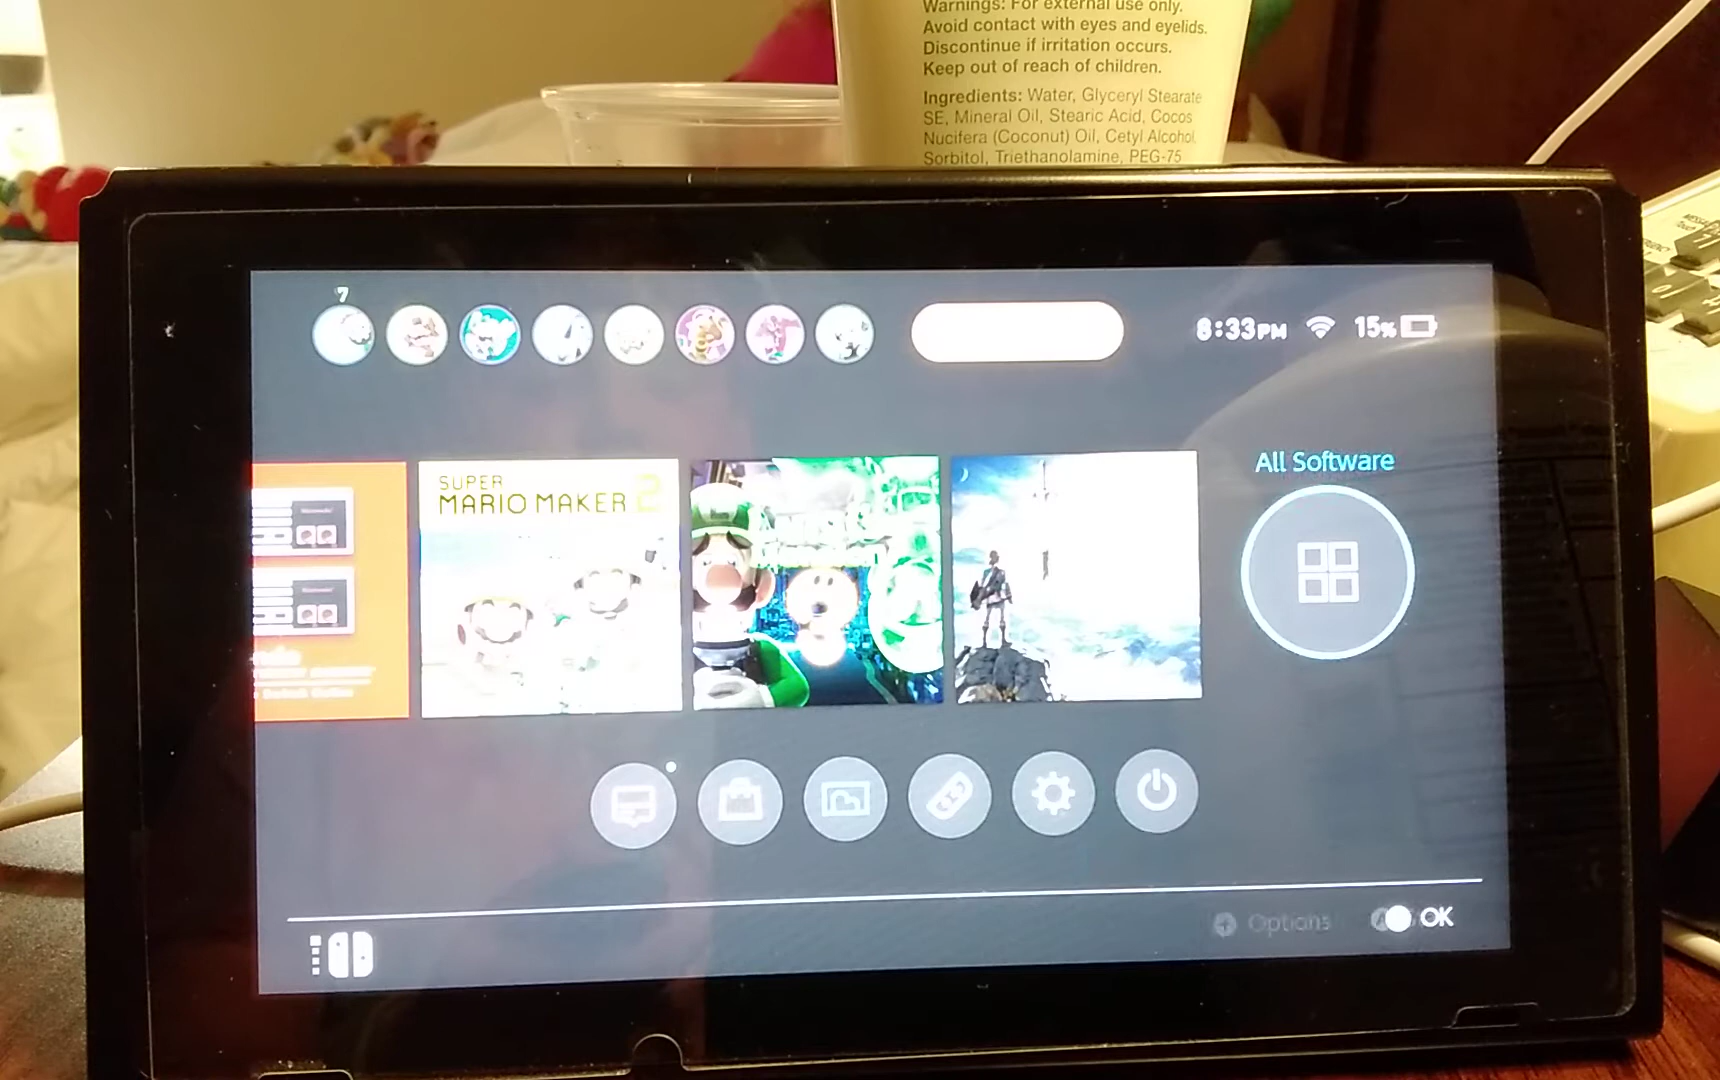 Warnings: For external use only.
Avoid contact with eyes and eyelids.
Discontinue if irritation occurs.
Keep out of reach of children.
Ingredients: Water, Glyceryl Stearate
SE, Mineral Oil, Stearic Acid, Cocos
Nucifera (Coconut) Oil, Cetyl Alcohol,
Sorbitol, Triethanolamine, PEG-75
7
8:33PM 15%
All Software
SUPER
MARIO MAKER 2
Options OK